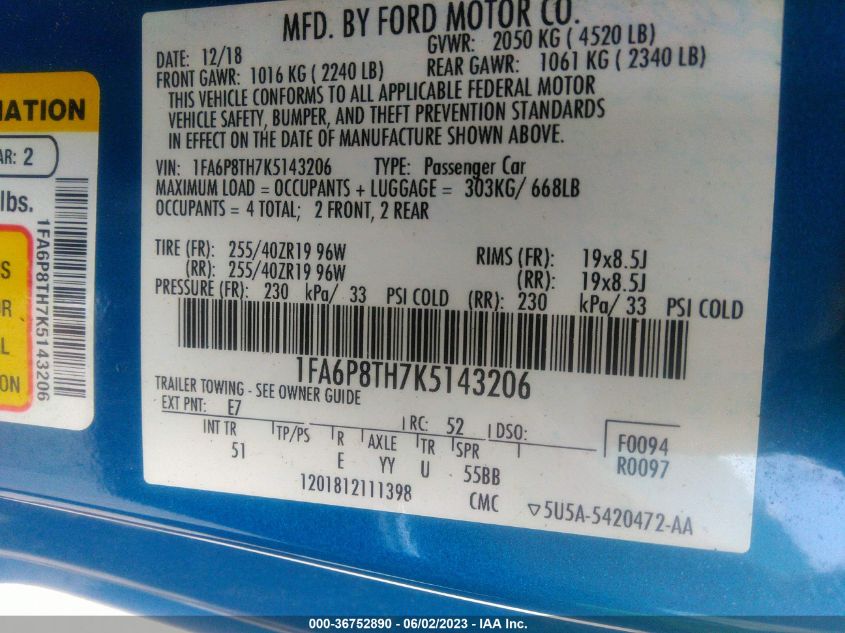 MFD. BY FORD MOTOR CO.
DATE: 12/18 GVWR: 2050 KG ( 4520 LB)
FRONT GAWR: 1016 KG ( 2240 LB) REAR GAWR: 1061 KG ( 2340 LB)
THIS VEHICLE CONFORMS TO ALL APPLICABLE FEDERAL MOTOR
VEHICLE SAFETY, BUMPER, AND THEFT PREVENTION STANDARDS
IN EFFECT ON THE DATE OF MANUFACTURE SHOWN ABOVE.
VIN: 1FA6P8TH7K5143206 TYPE: Passenger Car
MAXIMUM LOAD = OCCUPANTS + LUGGAGE = 303KG/ 668LB
OCCUPANTS = 4 TOTAL; 2 FRONT, 2 REAR
TIRE (FR): 255/40ZR19 96W RIMS (FR): 19x8.5J
(RR): 255/40ZR19 96W (RR): 19x8.5J
PRESSURE (FR): 230 kPa/ 33 PSI COLD (RR): 230 kPa/ 33 PSI COLD
1FA6P8TH7K5143206
TRAILER TOWING - SEE OWNER GUIDE
EXT PNT: E7 RC: 52 DSO:
INT TR TP/PS R AXLE TR SPR
51 E YY U 55BB
F0094
R0097
1201812111398 CMC ▽5U5A-5420472-AA
MATION
AR: 2
lbs.
1FA6P8TH7K5143206
S
OR
L
ON
000-36752890 - 06/02/2023 - IAA Inc.